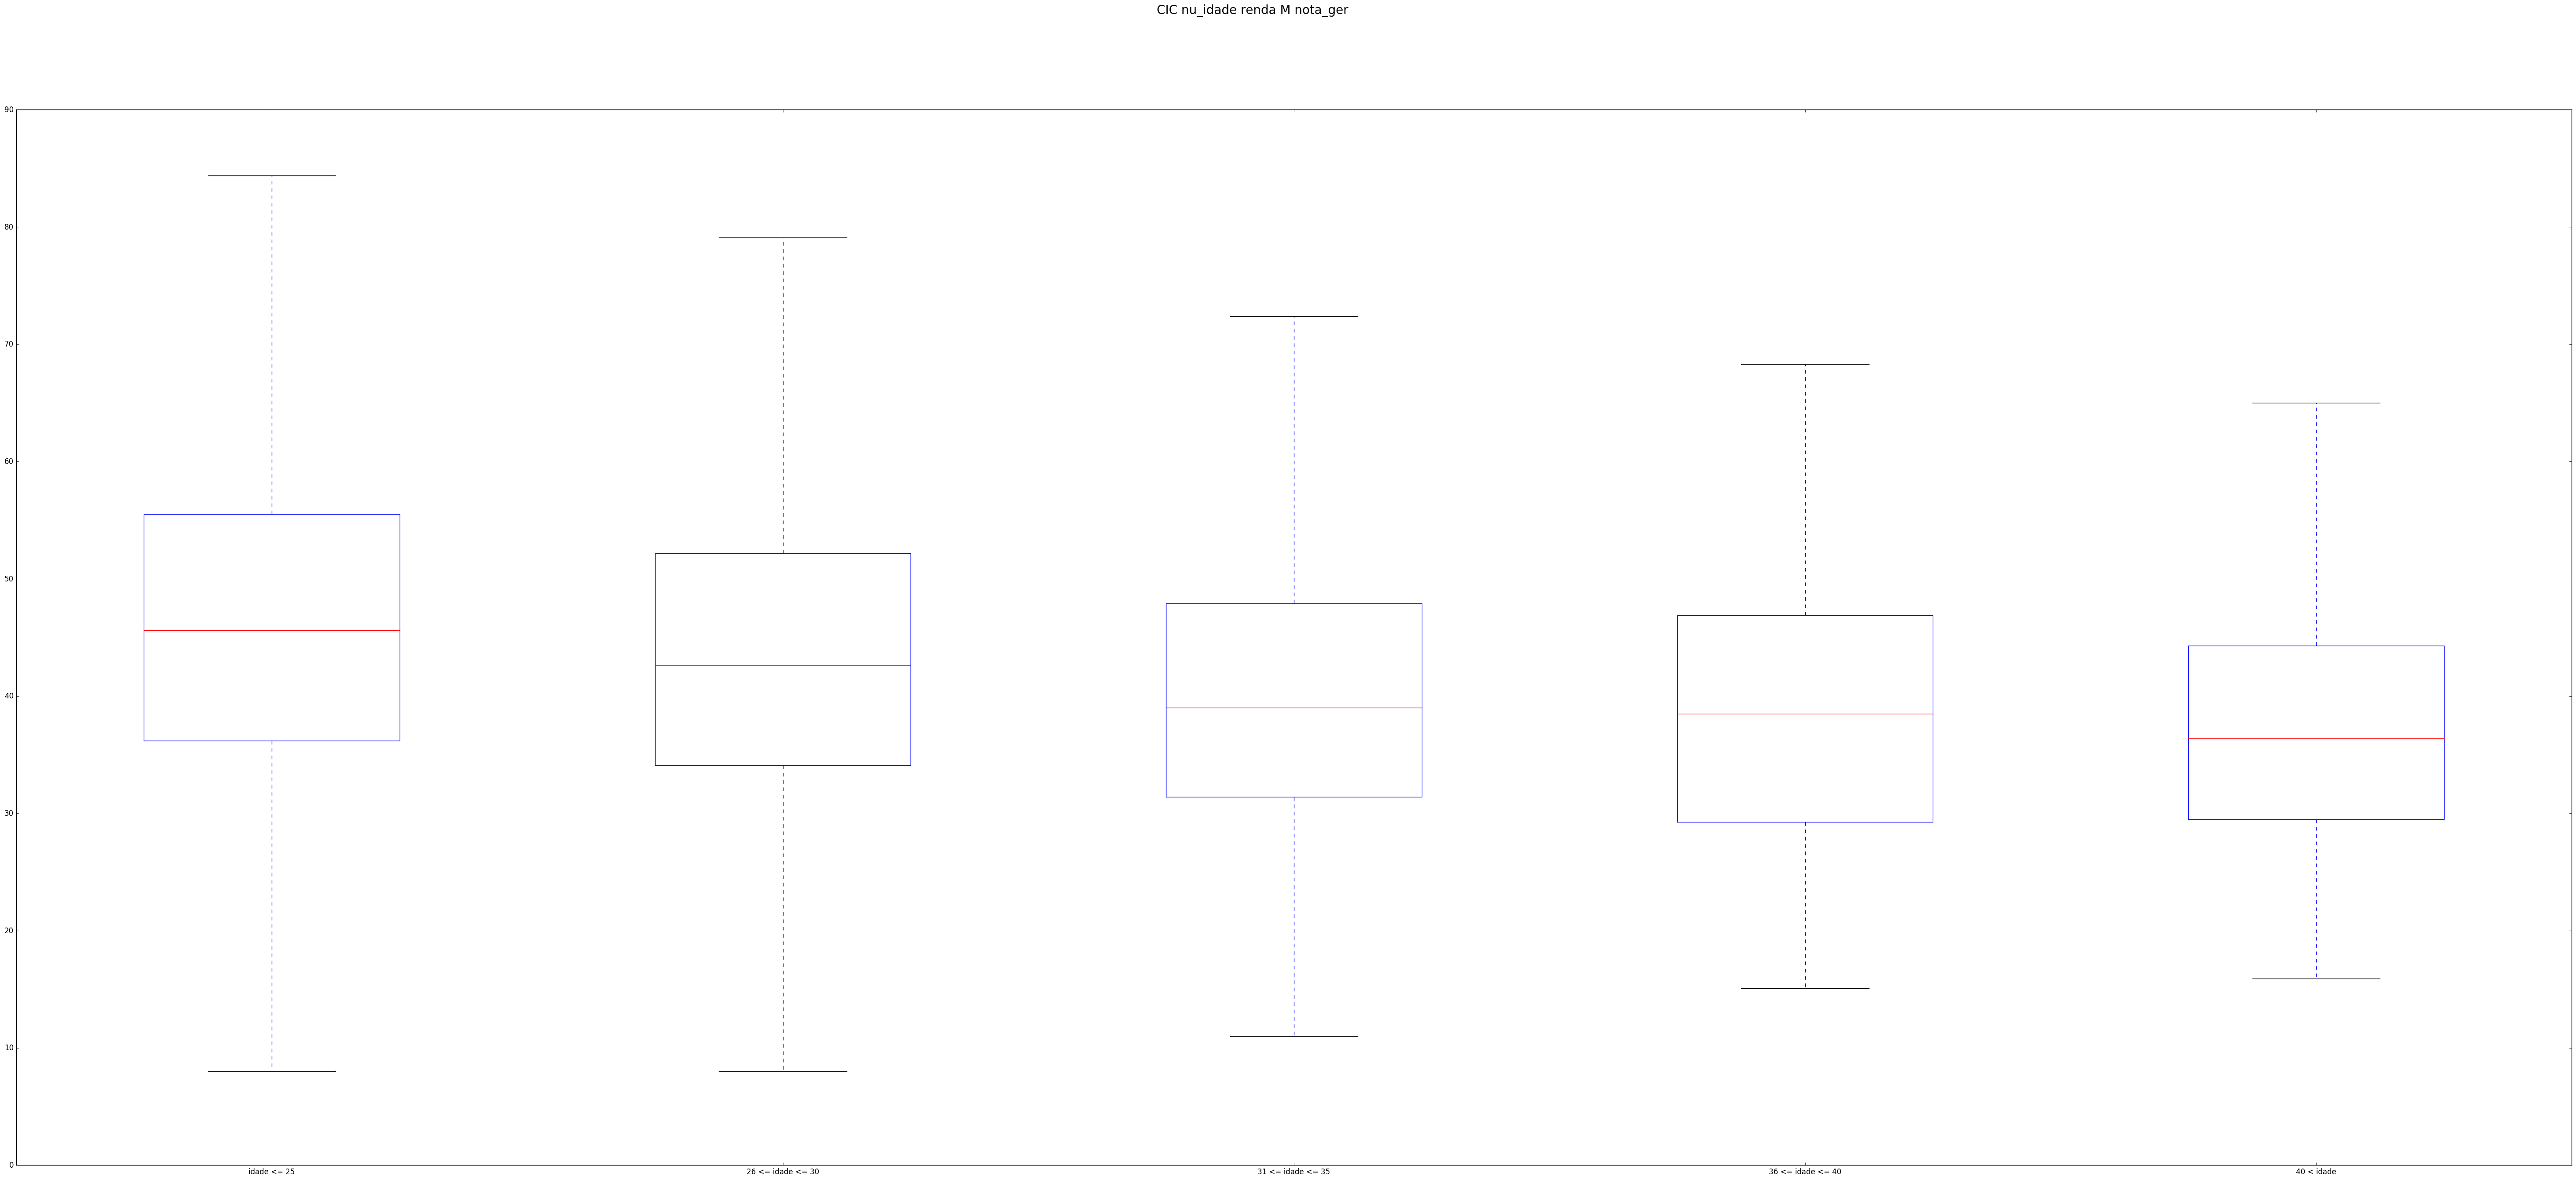 CIC nu_idade renda M nota_ger
90
80
70
60
50
40
30
20
10
0
idade <= 25
26 <= idade <= 30
31 <= idade <= 35
36 <= idade <= 40
40 < idade